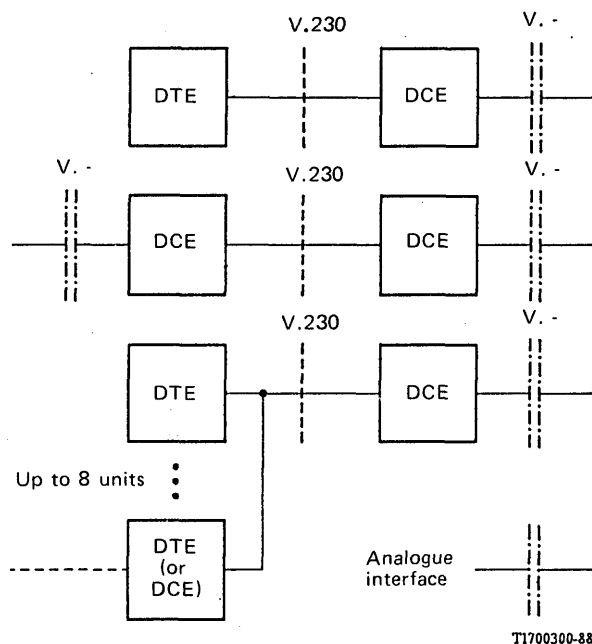 V.230
V. -
DTE
DCE
V. -
V.230
V. -
DCE
DCE
V.230
V. -
DTE
DCE
Up to 8 units
DTE
(or
DCE)
Analogue
interface
T1700300-88